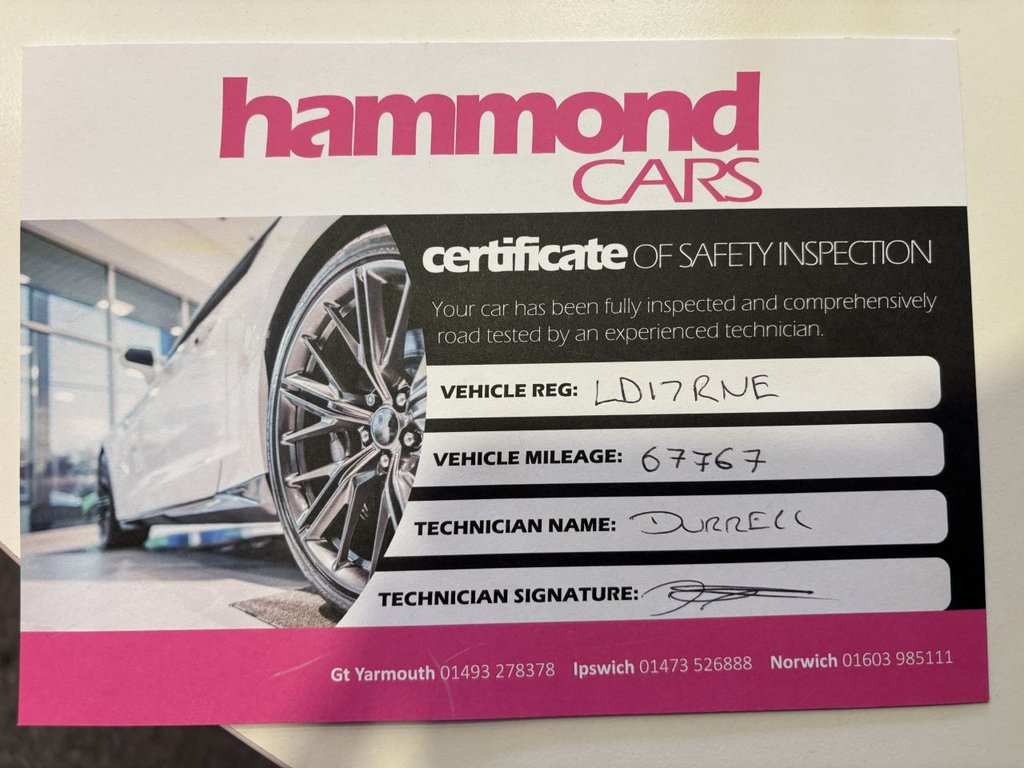 hammond
CARS
certificate OF SAFETY INSPECTION
Your car has been fully inspected and comprehensively
road tested by an experienced technician.
VEHICLE REG: LD17RNE
VEHICLE MILEAGE: 67767
TECHNICIAN NAME: DURRELL
TECHNICIAN SIGNATURE:
Gt Yarmouth 01493 278378 Ipswich 01473 526888 Norwich 01603 985111